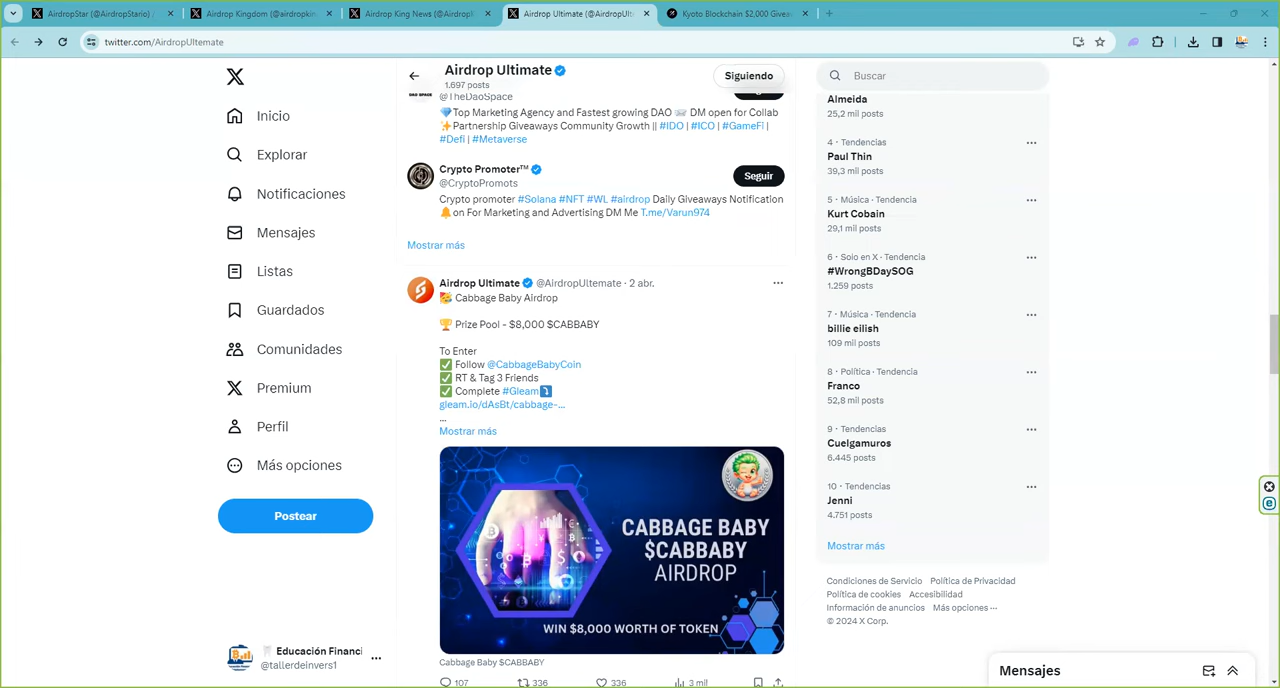 AirdropStar (@AirdropStario) /
Airdrop Kingdom (@airdropkin
Airdrop King News (@AirdropK
Airdrop Ultimate (@AirdropUlte
Kyoto Blockchain $2,000 Givea
twitter.com/AirdropUltemate
Airdrop Ultimate
1.697 posts
Siguiendo
Buscar
Inicio
Explorar
Notificaciones
Mensajes
Listas
Guardados
Comunidades
Premium
Perfil
Más opciones
Postear
Educación Financi
@tallerdeinvers1
DAO SPACE
@TheDaoSpace
💎Top Marketing Agency and Fastest growing DAO 📨 DM open for Collab
✨Partnership Giveaways Community Growth || #IDO | #ICO | #GameFI |
#Defi | #Metaverse
Crypto Promoter™
@CryptoPromots
Seguir
Crypto promoter #Solana #NFT #WL #airdrop Daily Giveaways Notification
🔔on For Marketing and Advertising DM Me T.me/Varun974
Mostrar más
Airdrop Ultimate @AirdropUltemate · 2 abr.
🥳 Cabbage Baby Airdrop
🏆 Prize Pool - $8,000 $CABBABY
To Enter
✅ Follow @CabbageBabyCoin
✅ RT & Tag 3 Friends
✅ Complete #Gleam⤵️
gleam.io/dAsBt/cabbage-...
...
Mostrar más
CABBAGE BABY
$CABBABY
AIRDROP
WIN $8,000 WORTH OF TOKEN
Cabbage Baby $CABBABY
107
336
336
3 mil
Almeida
25,2 mil posts
4 · Tendencias
Paul Thin
39,3 mil posts
5 · Música · Tendencia
Kurt Cobain
29,1 mil posts
6 · Solo en X · Tendencia
#WrongBDaySOG
1.259 posts
7 · Música · Tendencia
billie eilish
109 mil posts
8 · Política · Tendencia
Franco
52,8 mil posts
9 · Tendencias
Cuelgamuros
6.445 posts
10 · Tendencias
Jenni
4.751 posts
Mostrar más
Condiciones de Servicio Política de Privacidad
Política de cookies Accesibilidad
Información de anuncios Más opciones ···
© 2024 X Corp.
Mensajes